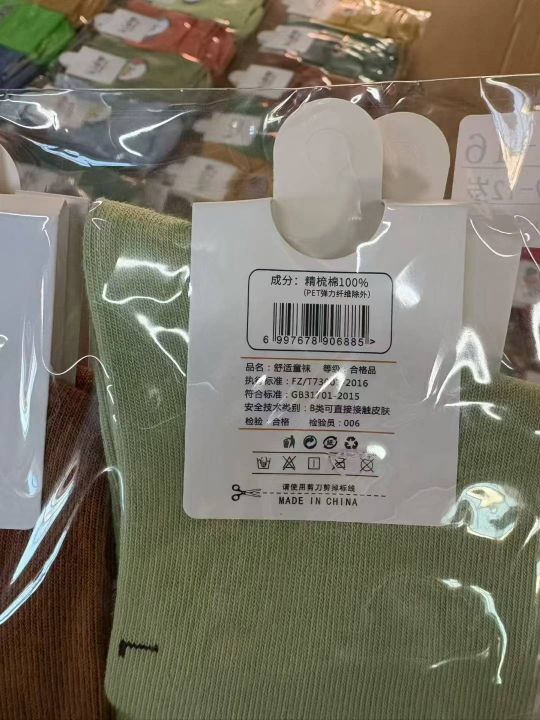 成分：精梳棉100%
(PET弹力纤维除外)
6 997678 906885 >
品名：舒适童袜 等级：合格品
执行标准：FZ/T73001-2016
符合标准：GB31701-2015
安全技术类别：B类可直接接触皮肤
检验：合格 检验员：006
请使用剪刀剪掉标线
MADE IN CHINA
L